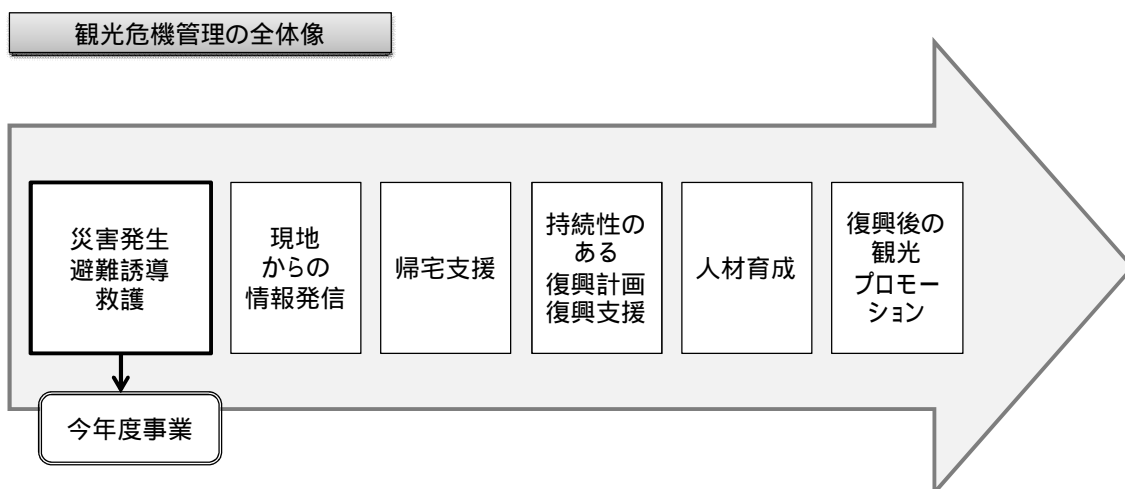 観光危機管理の全体像
災害発生
避難誘導
救護
現地
からの
情報発信
帰宅支援
持続性の
ある
復興計画
復興支援
人材育成
復興後の
観光
プロモー
ション
今年度事業